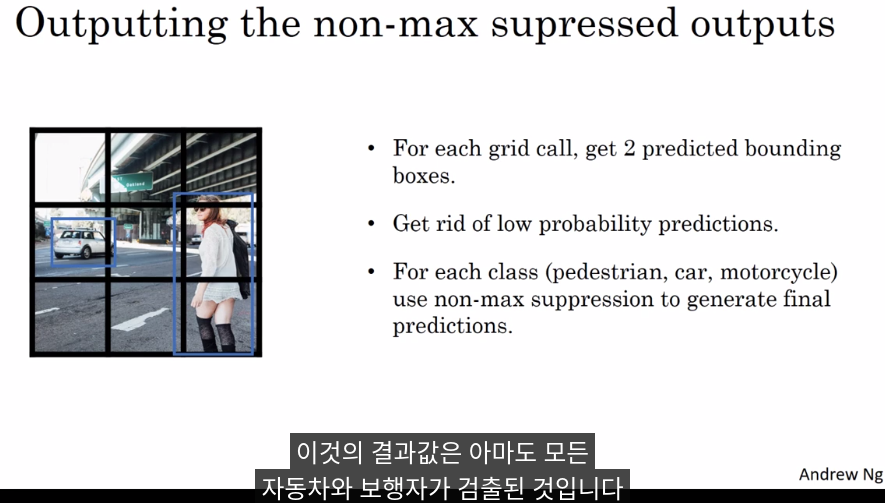 Outputting the non-max supressed outputs
• For each grid call, get 2 predicted bounding
boxes.
• Get rid of low probability predictions.
• For each class (pedestrian, car, motorcycle)
use non-max suppression to generate final
predictions.
이것의 결과값은 아마도 모든
자동차와 보행자가 검출된 것입니다
Andrew Ng